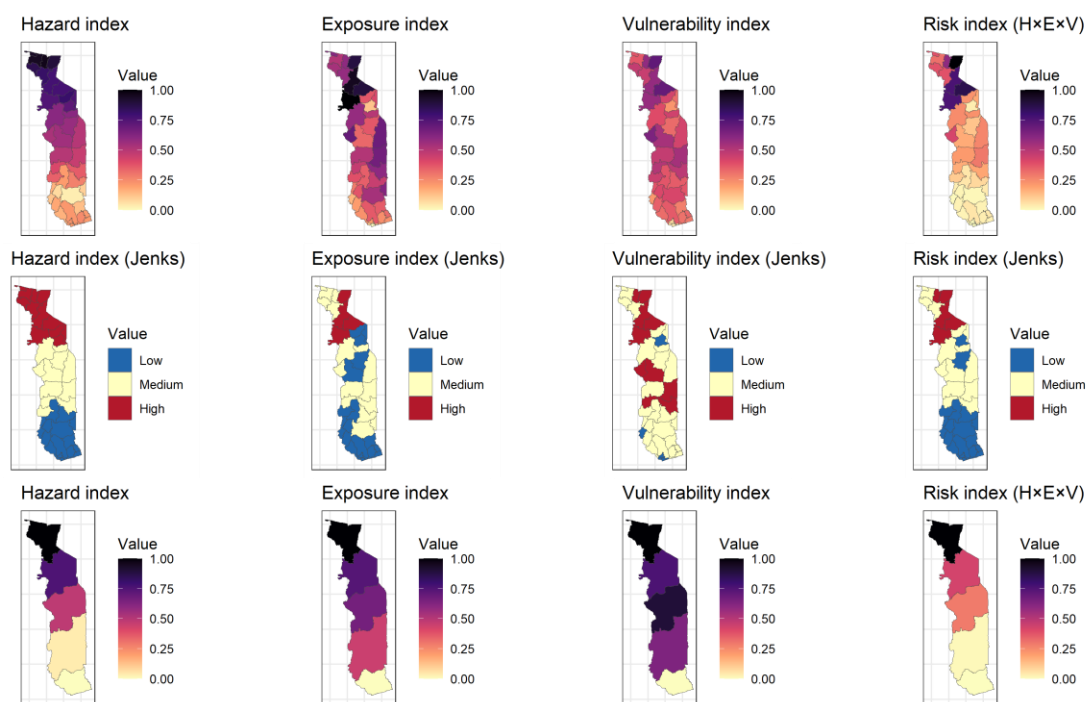 Hazard index
Exposure index
Vulnerability index
Risk index (H×E×V)
Value
1.00
0.75
0.50
0.25
0.00
Value
1.00
0.75
0.50
0.25
0.00
Value
1.00
0.75
0.50
0.25
0.00
Value
1.00
0.75
0.50
0.25
0.00
Hazard index (Jenks)
Exposure index (Jenks)
Vulnerability index (Jenks)
Risk index (Jenks)
Value
Low
Medium
High
Value
Low
Medium
High
Value
Low
Medium
High
Value
Low
Medium
High
Hazard index
Exposure index
Vulnerability index
Risk index (H×E×V)
Value
1.00
0.75
0.50
0.25
0.00
Value
1.00
0.75
0.50
0.25
0.00
Value
1.00
0.75
0.50
0.25
0.00
Value
1.00
0.75
0.50
0.25
0.00